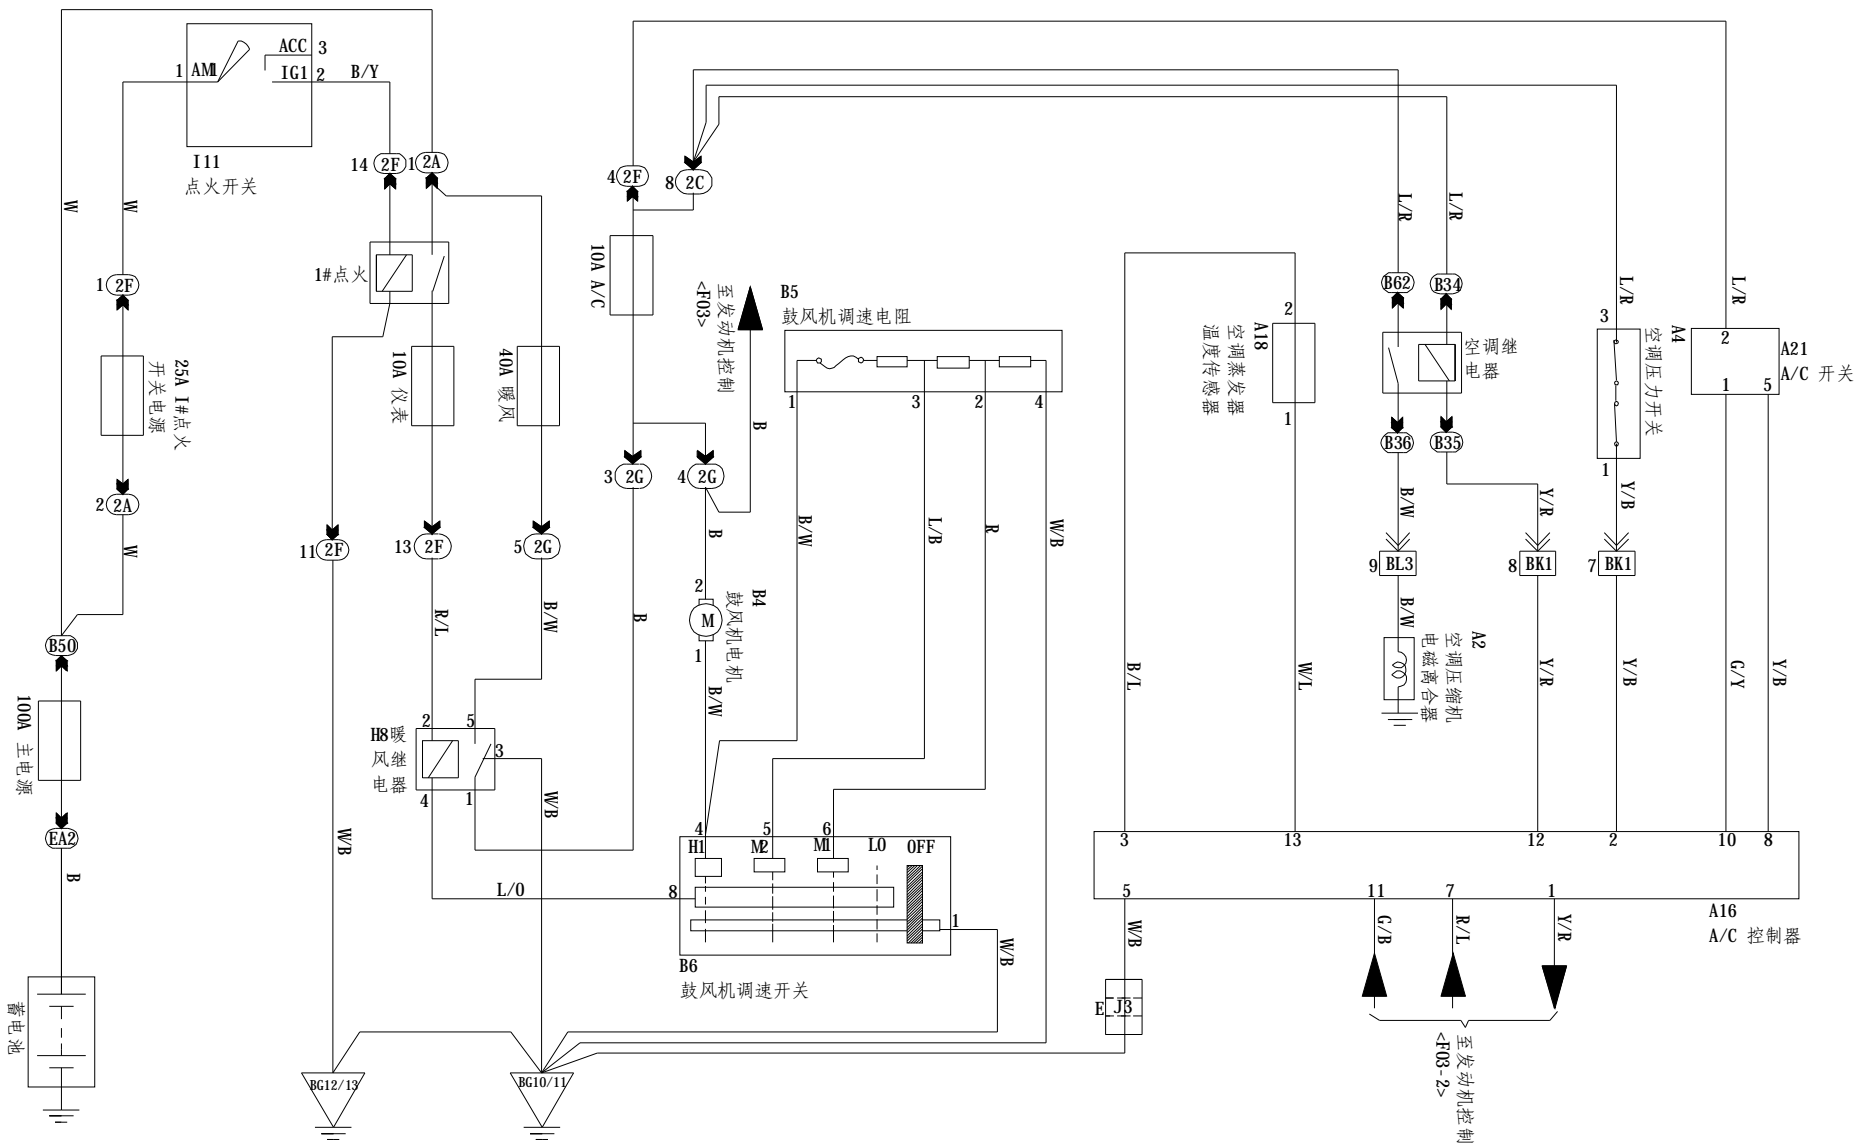 ACC 3
1 AM1
IG1 2 B/Y
I11
点火开关
14 2F
1 2A
4 2F
8 2C
W
W
L/R
L/R
1#点火
1 2F
10A A/C
至发动机控制
<F03>
B5
鼓风机调速电阻
2
A18
空调蒸发器
温度传感器
1
B62
B34
L/R
L/R
3
空调继
电器
A4
空调压力开关
2
A21
A/C 开关
1 5
25A I#点火
开关电源
10A 仪表
40A 暖风
B
1 3 2 4
B36
B35
1
2 2A
3 2G
4 2G
W
11 2F
13 2F
5 2G
B
B/W
L/B
R
W/B
B/W
Y/R
Y/B
9 BL3
8 BK1
7 BK1
B50
R/L
B/W
B
2
M
B4
鼓风机电机
1
B/W
B/L
W/L
B/W
A2
空调压缩机
电磁离合器
Y/R
Y/B
G/Y
Y/B
100A 主电源
2 5
H8暖
风继
电器
3
4 1
W/B
W/B
EA2
B
4 5 6
H1 M2 M1 LO OFF
L/O
8
1
W/B
B6
鼓风机调速开关
3 13 12 2 10 8
5 11 7 1
A16
A/C 控制器
W/B
G/B
R/L
Y/R
E J3
至发动机控制
<F03-2>
蓄电池
BG12/13
BG10/11